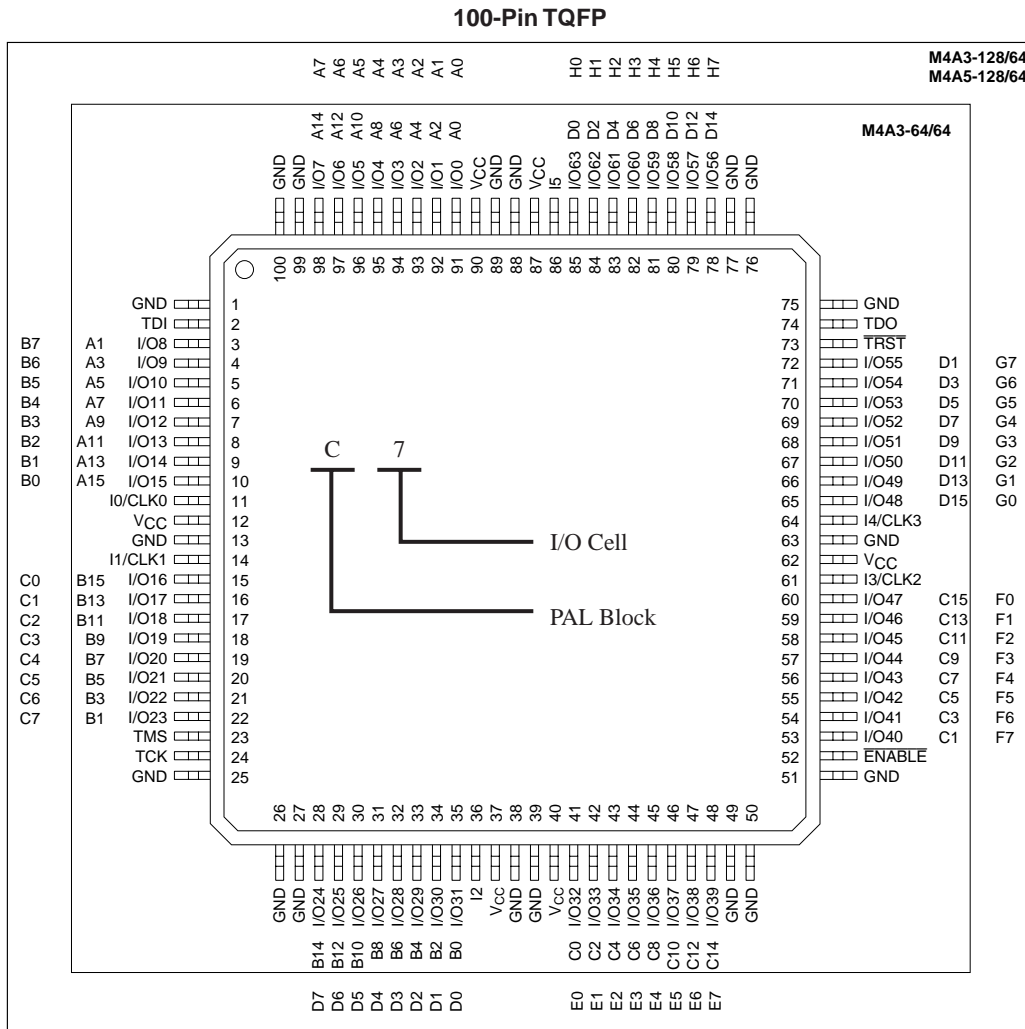 100-Pin TQFP
M4A3-128/64
M4A5-128/64
A7 A6 A5 A4 A3 A2 A1 A0 H0 H1 H2 H3 H4 H5 H6 H7
M4A3-64/64
A14 A12 A10 A8 A6 A4 A2 A0 D0 D2 D4 D6 D8 D10 D12 D14
GND GND I/O7 I/O6 I/O5 I/O4 I/O3 I/O2 I/O1 I/O0 VCC GND GND VCC I5 I/O63 I/O62 I/O61 I/O60 I/O59 I/O58 I/O57 I/O56 GND GND
100 99 98 97 96 95 94 93 92 91 90 89 88 87 86 85 84 83 82 81 80 79 78 77 76
GND 1 75 GND
TDI 2 74 TDO
B7 A1 I/O8 3 73 TRST
B6 A3 I/O9 4 72 I/O55 D1 G7
B5 A5 I/O10 5 71 I/O54 D3 G6
B4 A7 I/O11 6 70 I/O53 D5 G5
B3 A9 I/O12 7 69 I/O52 D7 G4
B2 A11 I/O13 8 68 I/O51 D9 G3
B1 A13 I/O14 9 67 I/O50 D11 G2
B0 A15 I/O15 10 66 I/O49 D13 G1
I0/CLK0 11 65 I/O48 D15 G0
VCC 12 64 I4/CLK3
GND 13 63 GND
I1/CLK1 14 62 VCC
C0 B15 I/O16 15 61 I3/CLK2
C1 B13 I/O17 16 60 I/O47 C15 F0
C2 B11 I/O18 17 59 I/O46 C13 F1
C3 B9 I/O19 18 58 I/O45 C11 F2
C4 B7 I/O20 19 57 I/O44 C9 F3
C5 B5 I/O21 20 56 I/O43 C7 F4
C6 B3 I/O22 21 55 I/O42 C5 F5
C7 B1 I/O23 22 54 I/O41 C3 F6
TMS 23 53 I/O40 C1 F7
TCK 24 52 ENABLE
GND 25 51 GND
C 7
I/O Cell
PAL Block
26 27 28 29 30 31 32 33 34 35 36 37 38 39 40 41 42 43 44 45 46 47 48 49 50
GND GND I/O24 I/O25 I/O26 I/O27 I/O28 I/O29 I/O30 I/O31 I2 VCC GND GND VCC I/O32 I/O33 I/O34 I/O35 I/O36 I/O37 I/O38 I/O39 GND GND
B14 B12 B10 B8 B6 B4 B2 B0 C0 C2 C4 C6 C8 C10 C12 C14
D7 D6 D5 D4 D3 D2 D1 D0 E0 E1 E2 E3 E4 E5 E6 E7